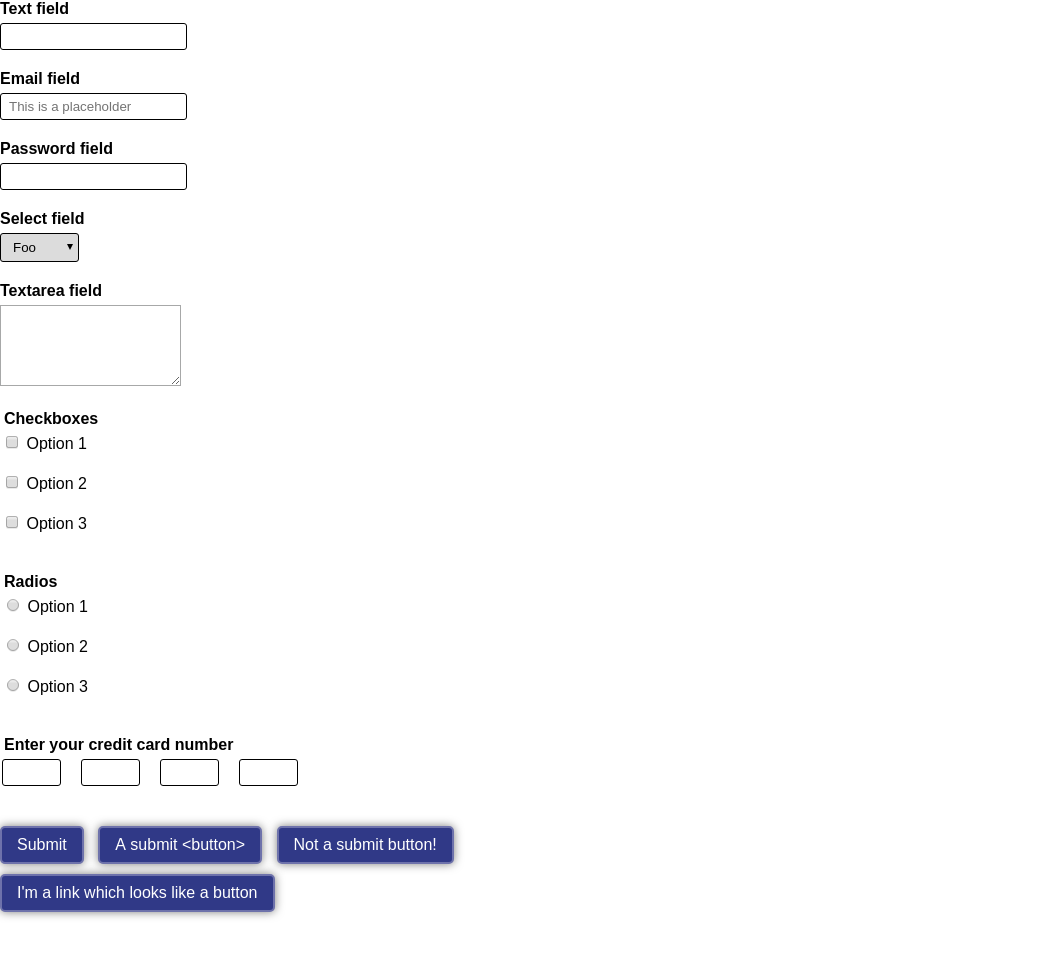 Text field
Email field
This is a placeholder
Password field
Select field
Foo
Textarea field
Checkboxes
Option 1
Option 2
Option 3
Radios
Option 1
Option 2
Option 3
Enter your credit card number
Submit A submit <button> Not a submit button!
I'm a link which looks like a button